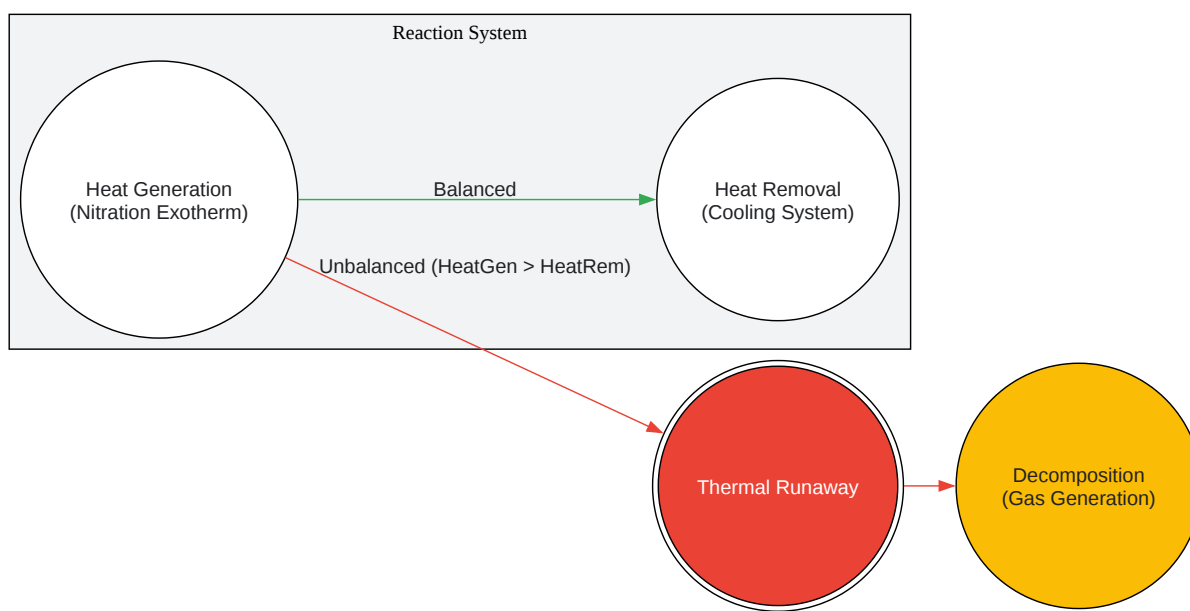 Reaction System
Heat Generation
(Nitration Exotherm)
Balanced
Heat Removal
(Cooling System)
Unbalanced (HeatGen > HeatRem)
Thermal Runaway
Decomposition
(Gas Generation)